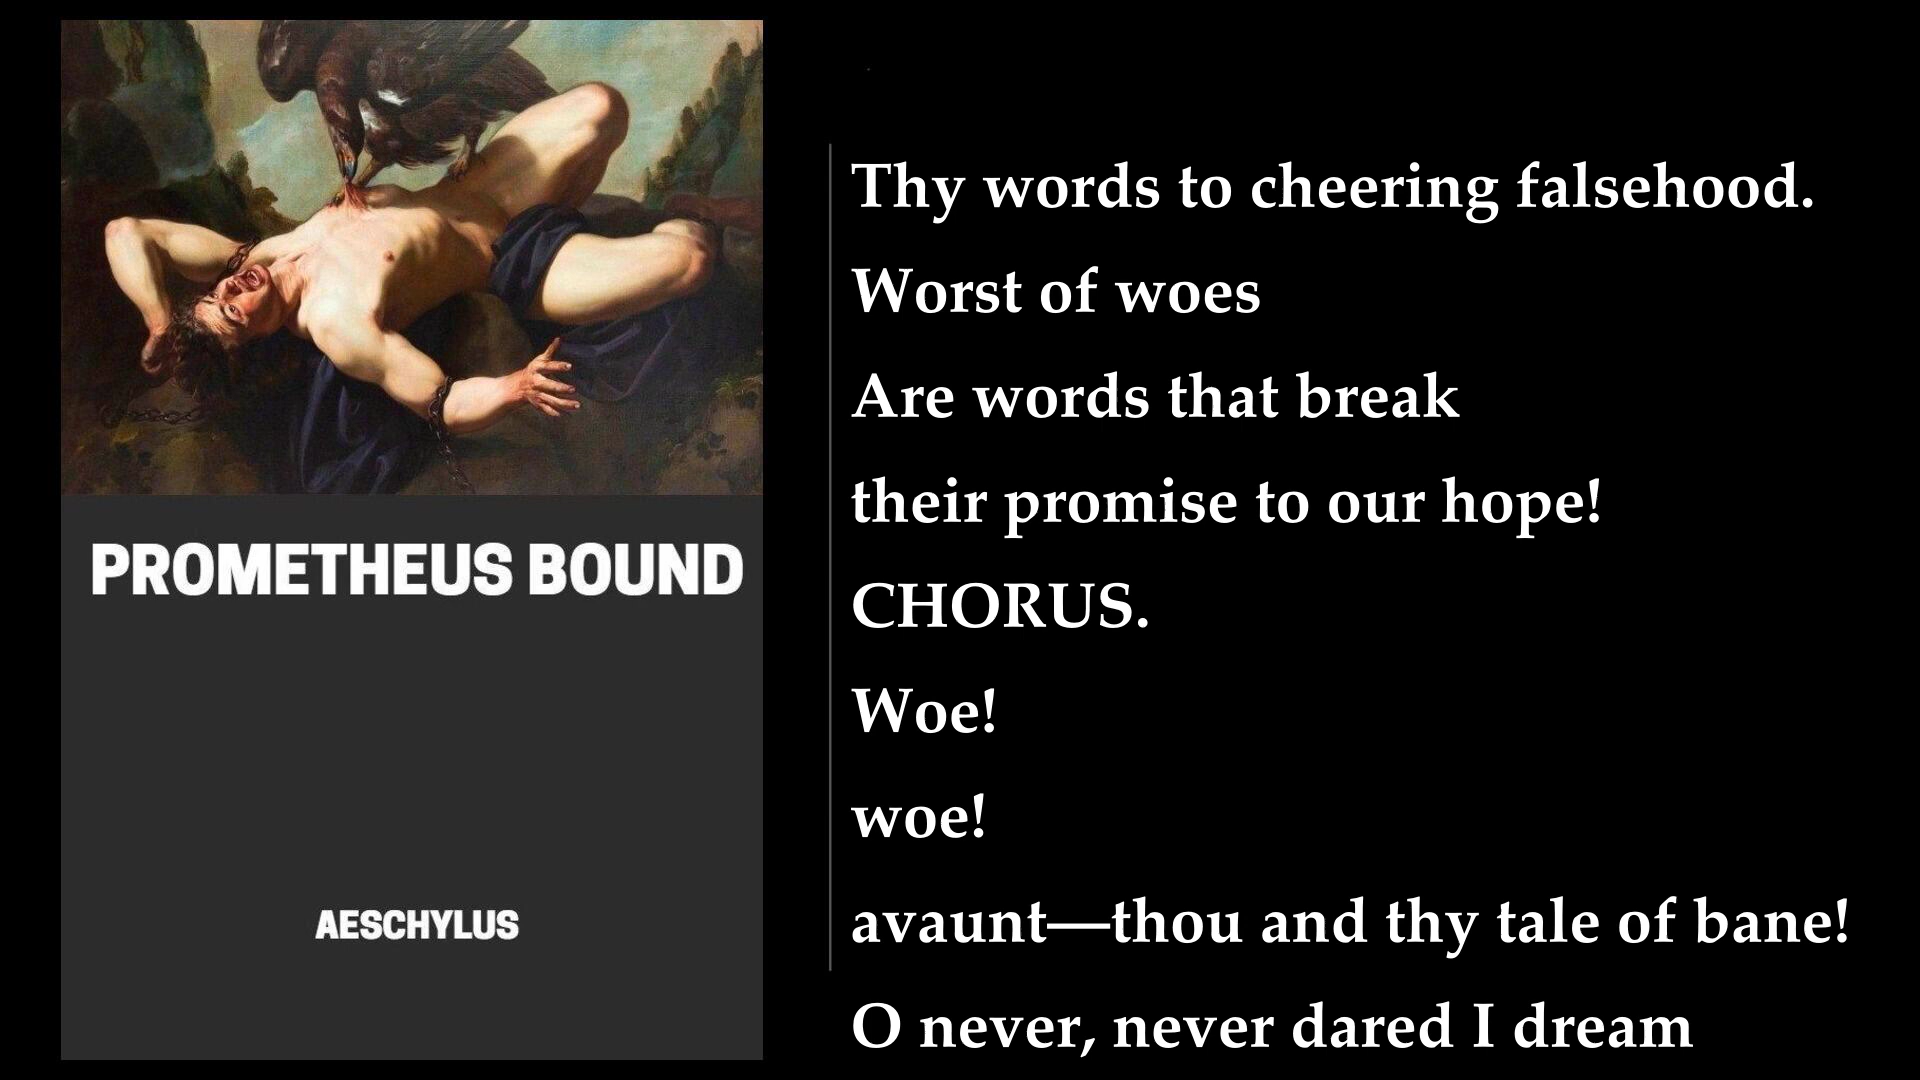 PROMETHEUS BOUND
AESCHYLUS
Thy words to cheering falsehood.
Worst of woes
Are words that break
their promise to our hope!
CHORUS.
Woe!
woe!
avaunt—thou and thy tale of bane!
O never, never dared I dream